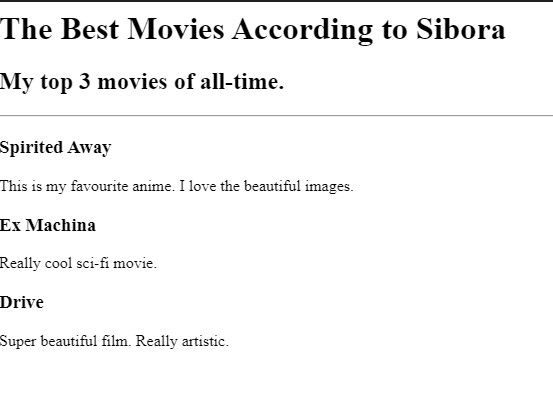 The Best Movies According to Sibora
My top 3 movies of all-time.
Spirited Away
This is my favourite anime. I love the beautiful images.
Ex Machina
Really cool sci-fi movie.
Drive
Super beautiful film. Really artistic.